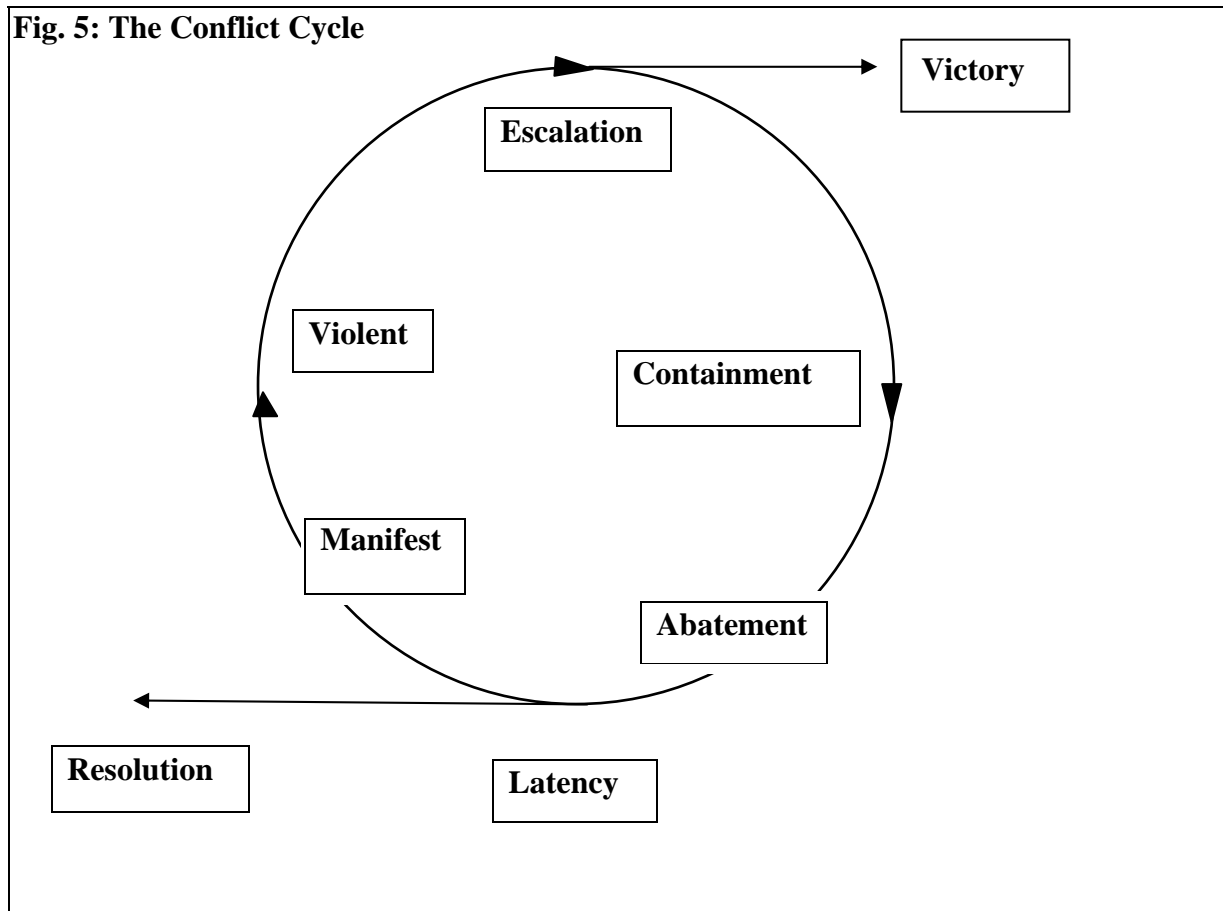 Fig. 5: The Conflict Cycle
Victory
Escalation
Violent
Containment
Manifest
Abatement
Resolution
Latency